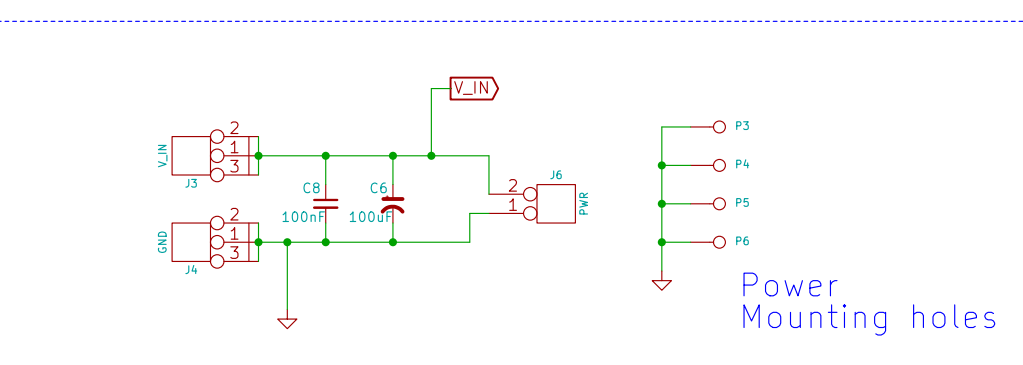 V_IN
V_IN
2
1
3
J3
C8
100nF
C6
100uF
J6
2
1
PWR
GND
2
1
3
J4
P3
P4
P5
P6
Power
Mounting holes